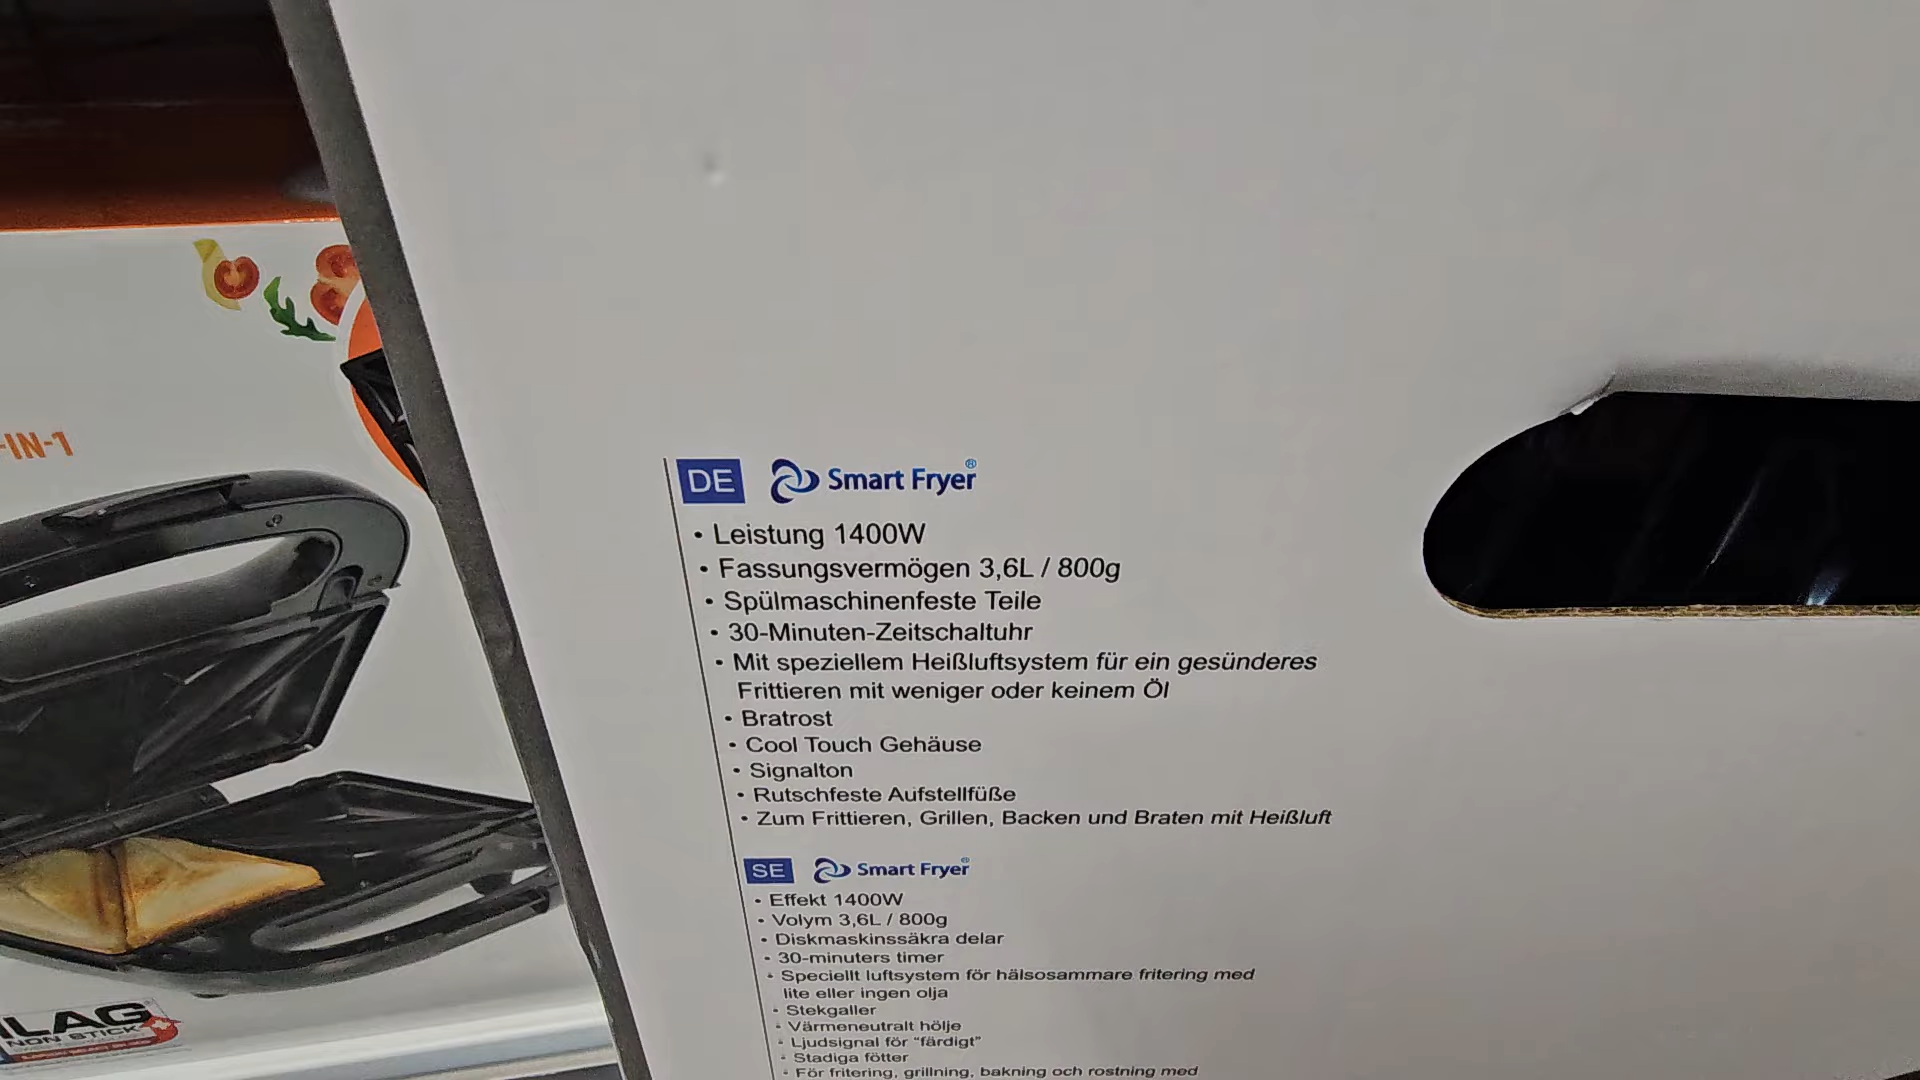 -IN-1
ILAG
NON STICK
DE Smart Fryer®
• Leistung 1400W
• Fassungsvermögen 3,6L / 800g
• Spülmaschinenfeste Teile
• 30-Minuten-Zeitschaltuhr
• Mit speziellem Heißluftsystem für ein gesünderes
Frittieren mit weniger oder keinem Öl
• Bratrost
• Cool Touch Gehäuse
• Signalton
• Rutschfeste Aufstellfüße
• Zum Frittieren, Grillen, Backen und Braten mit Heißluft
SE Smart Fryer®
• Effekt 1400W
• Volym 3,6L / 800g
• Diskmaskinssäkra delar
• 30-minuters timer
• Speciellt luftsystem för hälsosammare fritering med
lite eller ingen olja
• Stekgaller
• Värmeneutralt hölje
• Ljudsignal för "färdigt"
• Stadiga fötter
• För fritering, grillning, bakning och rostning med